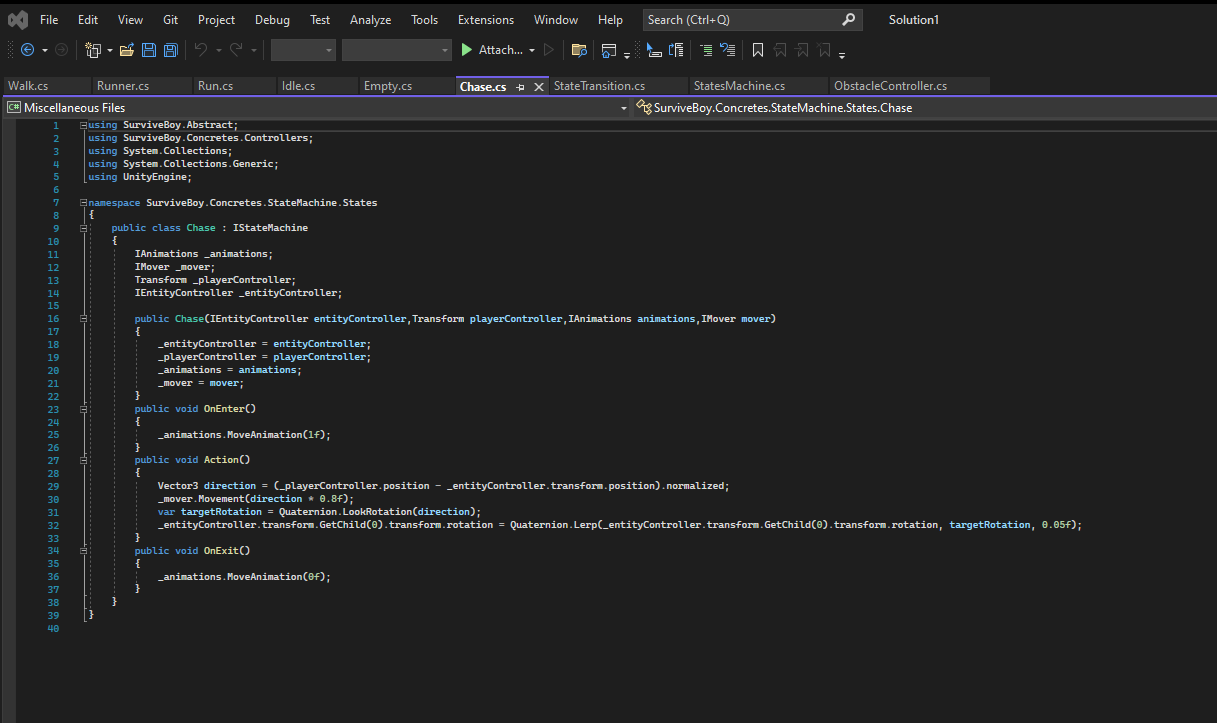 File Edit View Git Project Debug Test Analyze Tools Extensions Window Help Search (Ctrl+Q) Solution1
Attach...
Walk.cs Runner.cs Run.cs Idle.cs Empty.cs Chase.cs StateTransition.cs StatesMachine.cs ObstacleController.cs
C# Miscellaneous Files SurviveBoy.Concretes.StateMachine.States.Chase
1 using SurviveBoy.Abstract;
2 using SurviveBoy.Concretes.Controllers;
3 using System.Collections;
4 using System.Collections.Generic;
5 using UnityEngine;
6
7 namespace SurviveBoy.Concretes.StateMachine.States
8 {
9 public class Chase : IStateMachine
10 {
11 IAnimations _animations;
12 IMover _mover;
13 Transform _playerController;
14 IEntityController _entityController;
15
16 public Chase(IEntityController entityController,Transform playerController,IAnimations animations,IMover mover)
17 {
18 _entityController = entityController;
19 _playerController = playerController;
20 _animations = animations;
21 _mover = mover;
22 }
23 public void OnEnter()
24 {
25 _animations.MoveAnimation(1f);
26 }
27 public void Action()
28 {
29 Vector3 direction = (_playerController.position - _entityController.transform.position).normalized;
30 _mover.Movement(direction * 0.8f);
31 var targetRotation = Quaternion.LookRotation(direction);
32 _entityController.transform.GetChild(0).transform.rotation = Quaternion.Lerp(_entityController.transform.GetChild(0).transform.rotation, targetRotation, 0.05f);
33 }
34 public void OnExit()
35 {
36 _animations.MoveAnimation(0f);
37 }
38 }
39 }
40